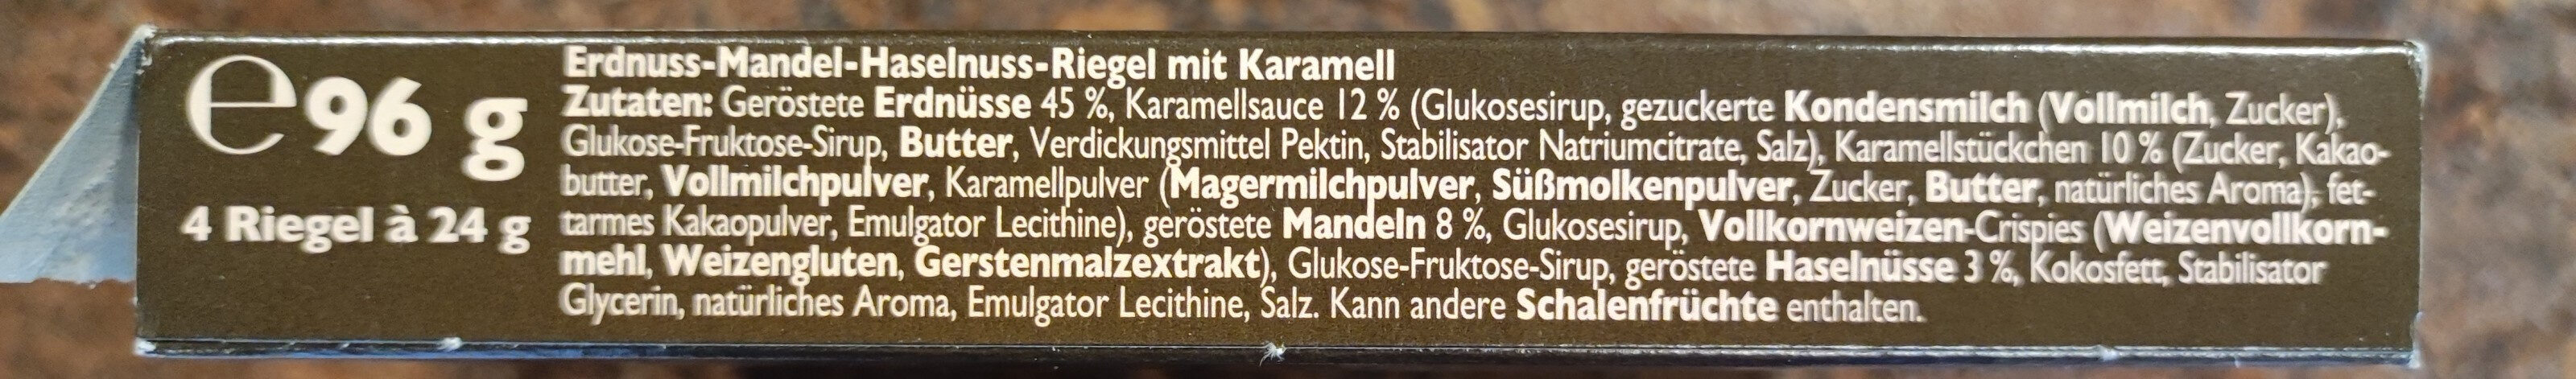 ℮96 g
4 Riegel à 24 g
Erdnuss-Mandel-Haselnuss-Riegel mit Karamell
Zutaten: Geröstete Erdnüsse 45 %, Karamellsauce 12 % (Glukosesirup, gezuckerte Kondensmilch (Vollmilch, Zucker),
Glukose-Fruktose-Sirup, Butter, Verdickungsmittel Pektin, Stabilisator Natriumcitrate, Salz), Karamellstückchen 10 % (Zucker, Kakao-
butter, Vollmilchpulver, Karamellpulver (Magermilchpulver, Süßmolkenpulver, Zucker, Butter, natürliches Aroma), fet-
tarmes Kakaopulver, Emulgator Lecithine), geröstete Mandeln 8 %, Glukosesirup, Vollkornweizen-Crispies (Weizenvollkorn-
mehl, Weizengluten, Gerstenmalzextrakt), Glukose-Fruktose-Sirup, geröstete Haselnüsse 3 %, Kokosfett, Stabilisator
Glycerin, natürliches Aroma, Emulgator Lecithine, Salz. Kann andere Schalenfrüchte enthalten.